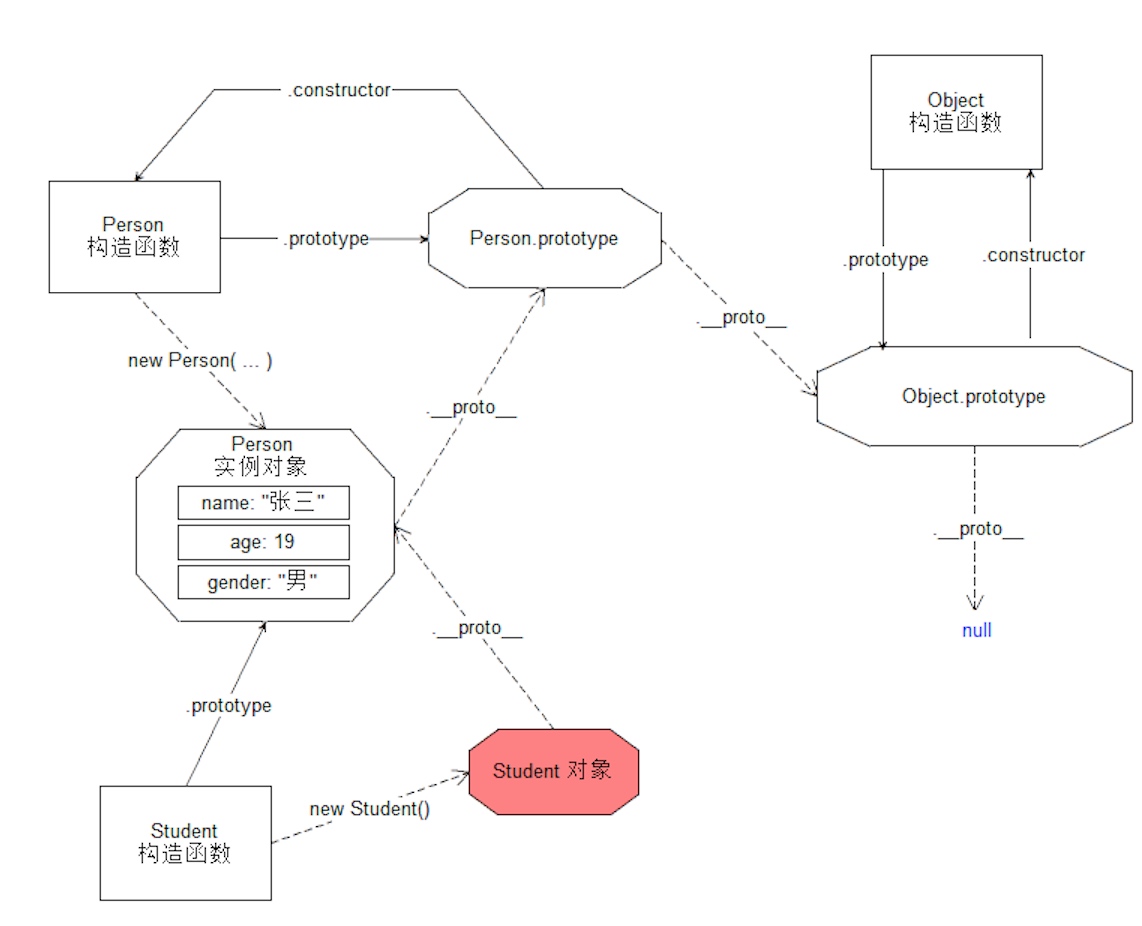 .constructor
Object
构造函数
Person
构造函数
.prototype
Person.prototype
.prototype
.constructor
.__proto__
new Person( ... )
Object.prototype
.__proto__
Person
实例对象
name: "张三"
age: 19
gender: "男"
.__proto__
null
.__proto__
.prototype
Student 对象
new Student()
Student
构造函数